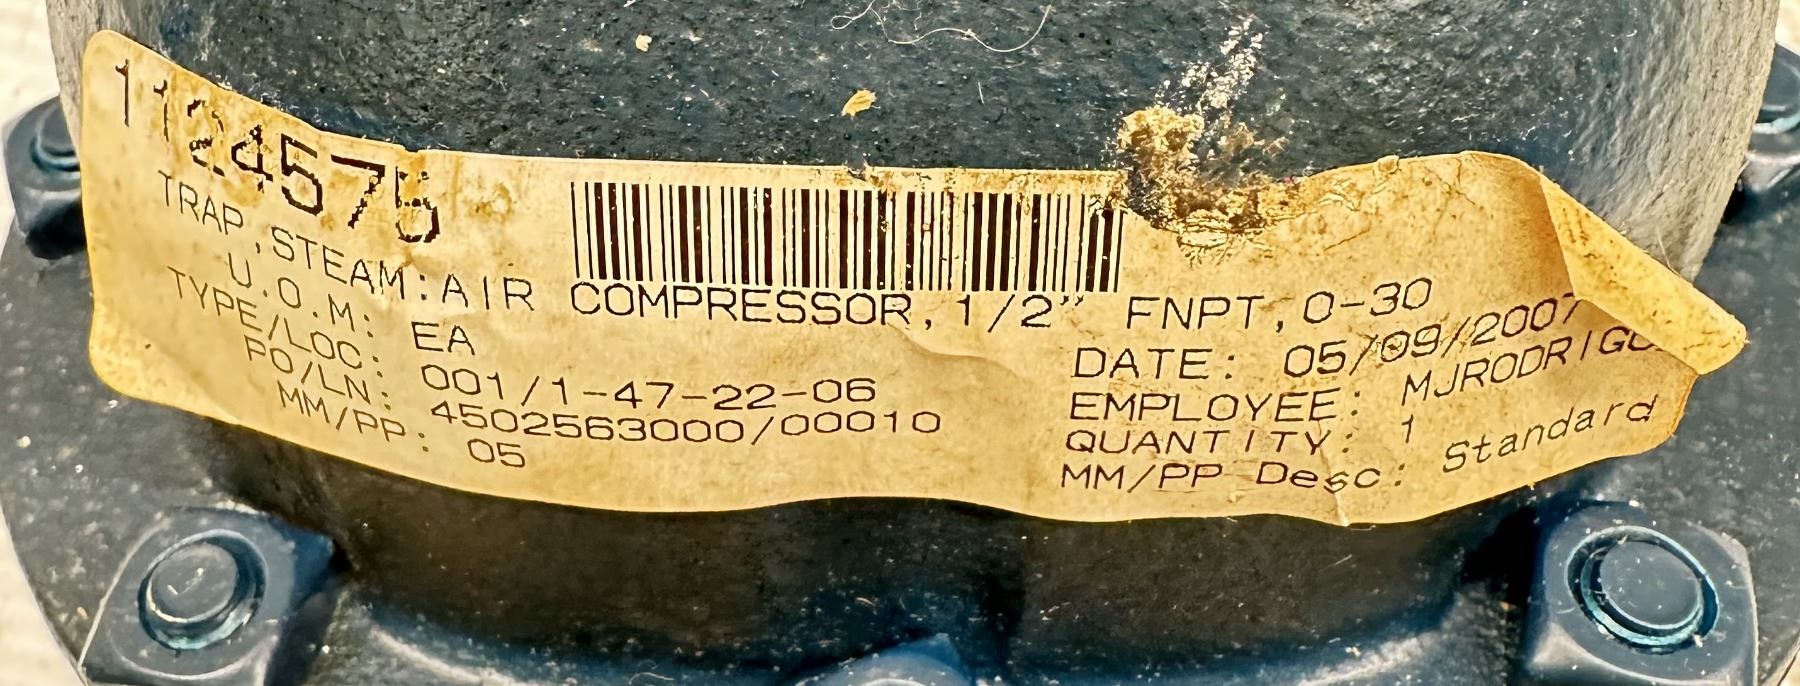 1124575
TRAP,STEAM:AIR COMPRESSOR,1/2" FNPT,0-30
U.O.M: EA
DATE: 05/09/2007
TYPE/LOC: 001/1-47-22-06
EMPLOYEE:
PO/LN: 4502563000/00010
QUANTITY: 1
MM/PP: 05
MM/PP Desc: Standard